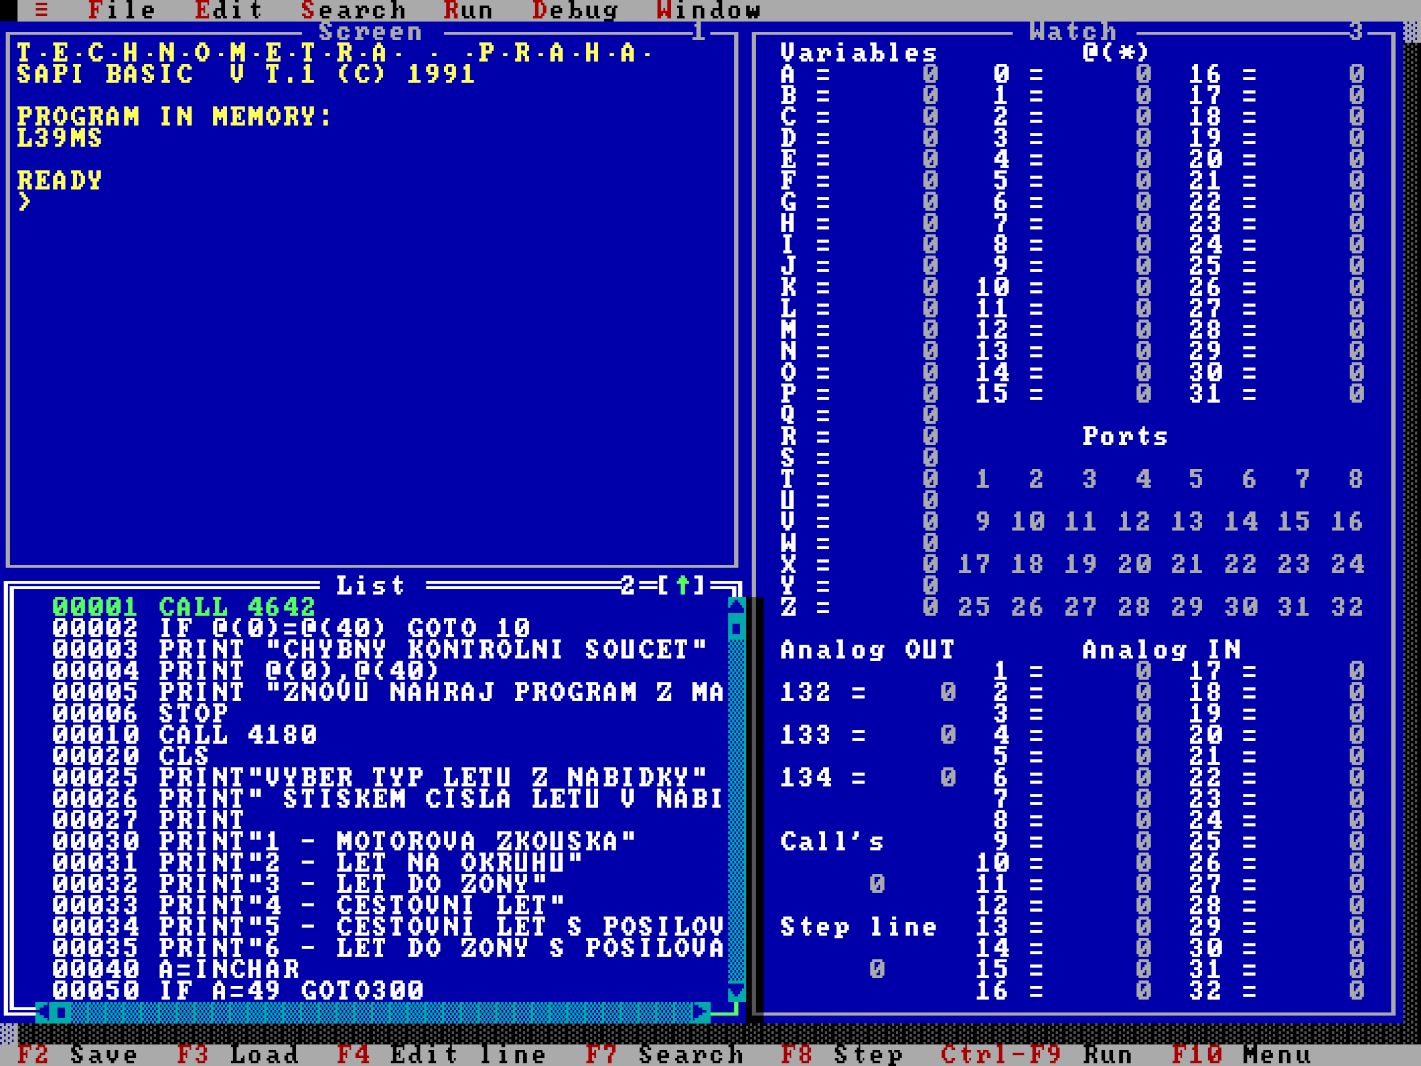 ≡ File Edit Search Run Debug Window
Screen 1
T·E·C·H·N·O·M·E·T·R·A· · ·P·R·A·H·A·
SAPI BASIC V T.1 (C) 1991
PROGRAM IN MEMORY:
L39MS
READY
>
List 2=[↑]
00001 CALL 4642
00002 IF @(0)=@(40) GOTO 10
00003 PRINT "CHYBNY KONTROLNI SOUCET"
00004 PRINT @(0),@(40)
00005 PRINT "ZNOVU NAHRAJ PROGRAM Z MA
00006 STOP
00010 CALL 4180
00020 CLS
00025 PRINT"VYBER TYP LETU Z NABIDKY"
00026 PRINT" STISKEM CISLA LETU V NABI
00027 PRINT
00030 PRINT"1 - MOTOROVA ZKOUSKA"
00031 PRINT"2 - LET NA OKRUHU"
00032 PRINT"3 - LET DO ZONY"
00033 PRINT"4 - CESTOVNI LET"
00034 PRINT"5 - CESTOVNI LET S POSILOV
00035 PRINT"6 - LET DO ZONY S POSILOVA
00040 A=INCHAR
00050 IF A=49 GOTO300
Watch 3
Variables @(*)
A = 0 0 = 0 16 = 0
B = 0 1 = 0 17 = 0
C = 0 2 = 0 18 = 0
D = 0 3 = 0 19 = 0
E = 0 4 = 0 20 = 0
F = 0 5 = 0 21 = 0
G = 0 6 = 0 22 = 0
H = 0 7 = 0 23 = 0
I = 0 8 = 0 24 = 0
J = 0 9 = 0 25 = 0
K = 0 10 = 0 26 = 0
L = 0 11 = 0 27 = 0
M = 0 12 = 0 28 = 0
N = 0 13 = 0 29 = 0
O = 0 14 = 0 30 = 0
P = 0 15 = 0 31 = 0
Q = 0
R = 0 Ports
S = 0
T = 0 1 2 3 4 5 6 7 8
U = 0
V = 0 9 10 11 12 13 14 15 16
W = 0
X = 0 17 18 19 20 21 22 23 24
Y = 0
Z = 0 25 26 27 28 29 30 31 32
Analog OUT Analog IN
1 = 0 17 = 0
132 = 0 2 = 0 18 = 0
3 = 0 19 = 0
133 = 0 4 = 0 20 = 0
5 = 0 21 = 0
134 = 0 6 = 0 22 = 0
7 = 0 23 = 0
8 = 0 24 = 0
Call's 9 = 0 25 = 0
10 = 0 26 = 0
0 11 = 0 27 = 0
12 = 0 28 = 0
Step line 13 = 0 29 = 0
14 = 0 30 = 0
0 15 = 0 31 = 0
16 = 0 32 = 0
F2 Save F3 Load F4 Edit line F7 Search F8 Step Ctrl-F9 Run F10 Menu